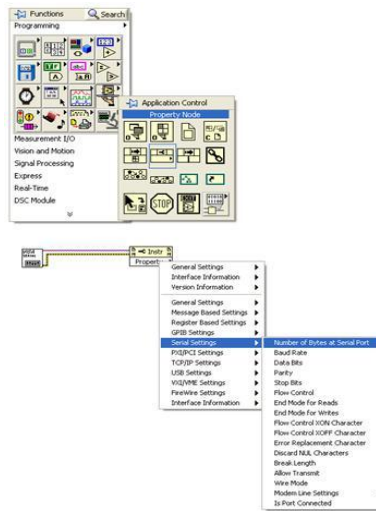 Functions
Search
Programming
Measurement I/O
Vision and Motion
Signal Processing
Express
Real-Time
DSC Module
Application Control
Property Node
STOP
Instr
Property
General Settings
Interface Information
Version Information
General Settings
Message Based Settings
Register Based Settings
GPIB Settings
Serial Settings
PXI/PCI Settings
TCP/IP Settings
USB Settings
VXI/VME Settings
FireWire Settings
Interface Information
Number of Bytes at Serial Port
Baud Rate
Data Bits
Parity
Stop Bits
Flow Control
End Mode for Reads
End Mode for Writes
Flow Control XON Character
Flow Control XOFF Character
Error Replacement Character
Discard NUL Characters
Break Length
Allow Transmit
Wire Mode
Modem Line Settings
Is Port Connected